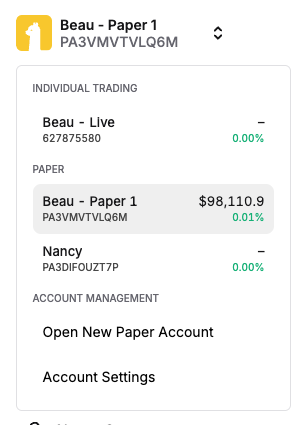 Beau - Paper 1
PA3VMVTVLQ6M
INDIVIDUAL TRADING
Beau - Live –
627875580 0.00%
PAPER
Beau - Paper 1 $98,110.9
PA3VMVTVLQ6M 0.01%
Nancy –
PA3DIFOUZT7P 0.00%
ACCOUNT MANAGEMENT
Open New Paper Account
Account Settings